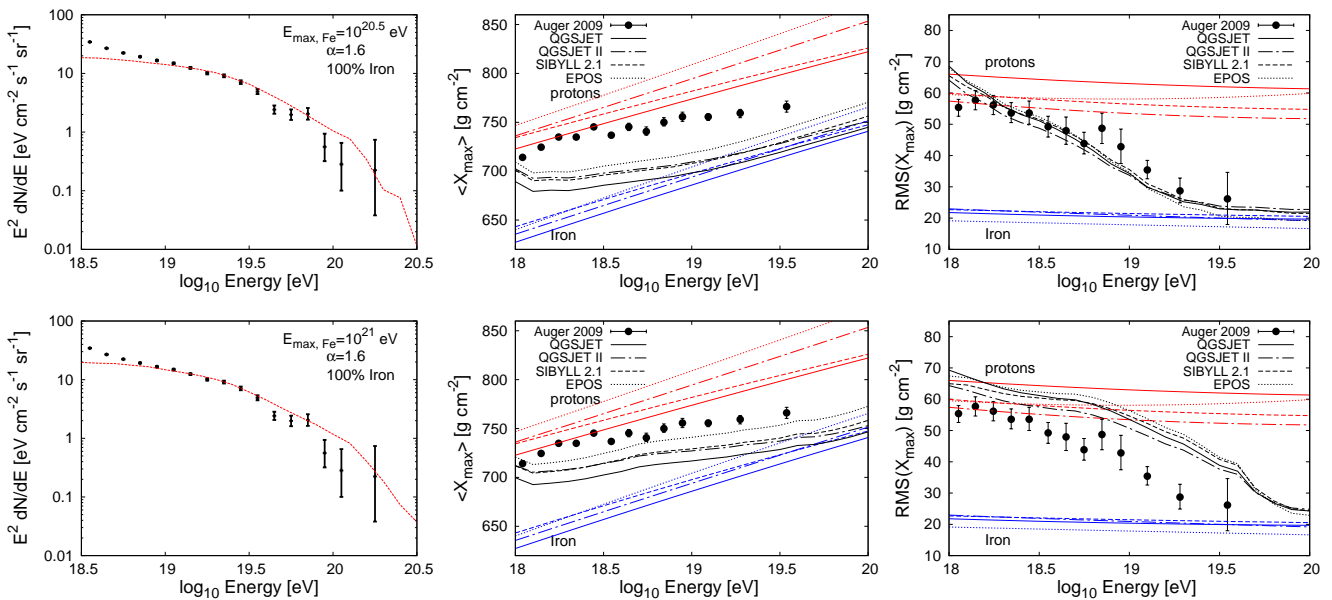 E² dN/dE [eV cm⁻² s⁻¹ sr⁻¹]
100
10
1
0.1
0.01
18.5 19 19.5 20 20.5
log₁₀ Energy [eV]
E_max, Fe=10^20.5 eV
α=1.6
100% Iron
<X_max> [g cm⁻²]
850
800
750
700
650
18 18.5 19 19.5 20
log₁₀ Energy [eV]
Auger 2009
QGSJET
QGSJET II
SIBYLL 2.1
EPOS
protons
Iron
RMS(X_max) [g cm⁻²]
80
70
60
50
40
30
20
10
18 18.5 19 19.5 20
log₁₀ Energy [eV]
Auger 2009
QGSJET
QGSJET II
SIBYLL 2.1
EPOS
protons
Iron
E² dN/dE [eV cm⁻² s⁻¹ sr⁻¹]
100
10
1
0.1
0.01
18.5 19 19.5 20 20.5
log₁₀ Energy [eV]
E_max, Fe=10²¹ eV
α=1.6
100% Iron
<X_max> [g cm⁻²]
850
800
750
700
650
18 18.5 19 19.5 20
log₁₀ Energy [eV]
Auger 2009
QGSJET
QGSJET II
SIBYLL 2.1
EPOS
protons
Iron
RMS(X_max) [g cm⁻²]
80
70
60
50
40
30
20
10
18 18.5 19 19.5 20
log₁₀ Energy [eV]
Auger 2009
QGSJET
QGSJET II
SIBYLL 2.1
EPOS
protons
Iron